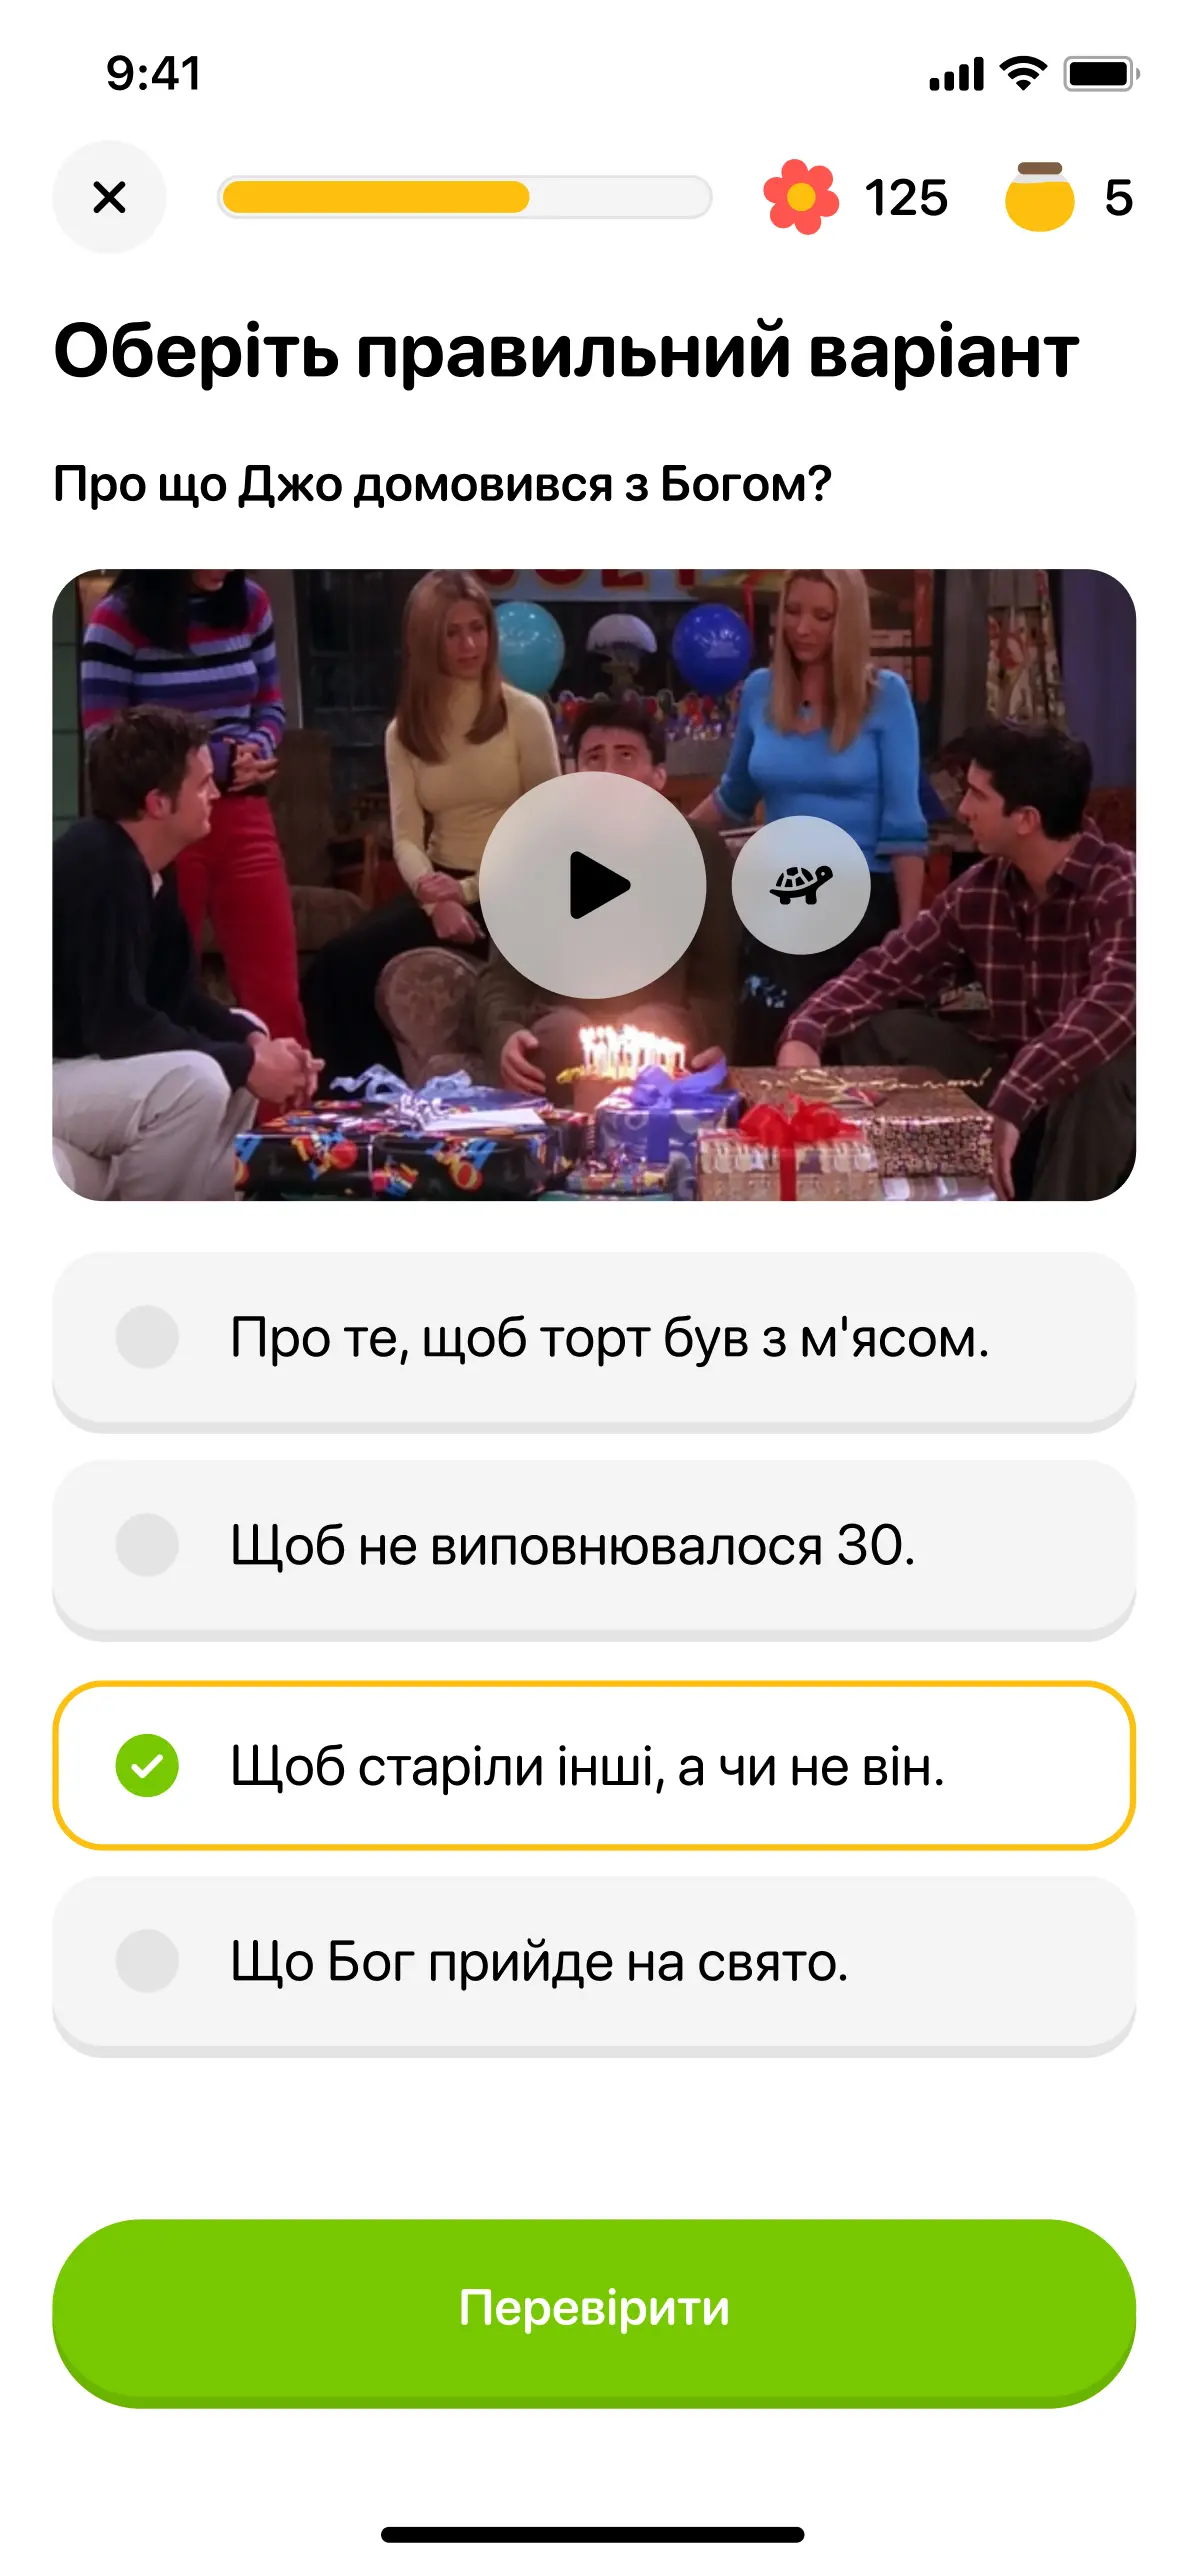 9:41
125
5
Оберіть правильний варіант
Про що Джо домовився з Богом?
Про те, щоб торт був з м'ясом.
Щоб не виповнювалося 30.
Щоб старіли інші, а чи не він.
Що Бог прийде на свято.
Перевірити